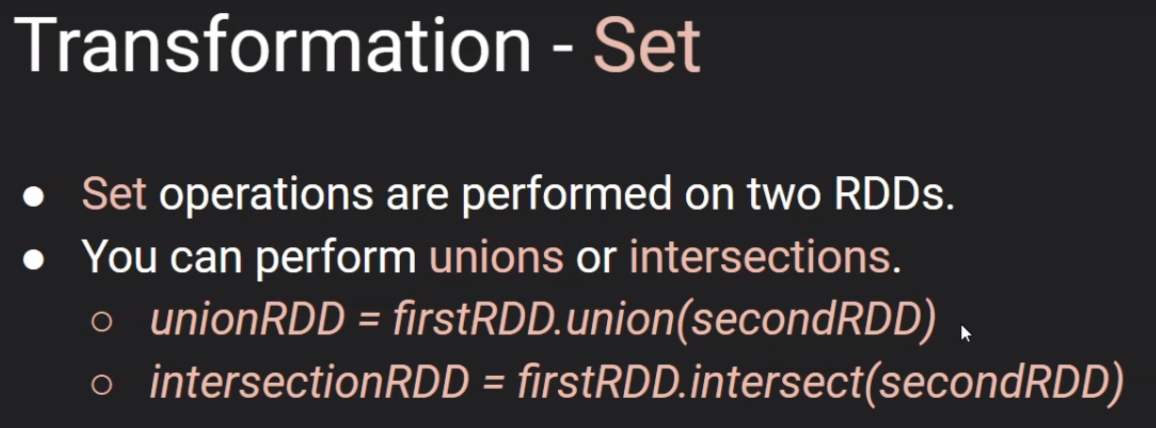 Transformation - Set
● Set operations are performed on two RDDs.
● You can perform unions or intersections.
○ unionRDD = firstRDD.union(secondRDD)
○ intersectionRDD = firstRDD.intersect(secondRDD)